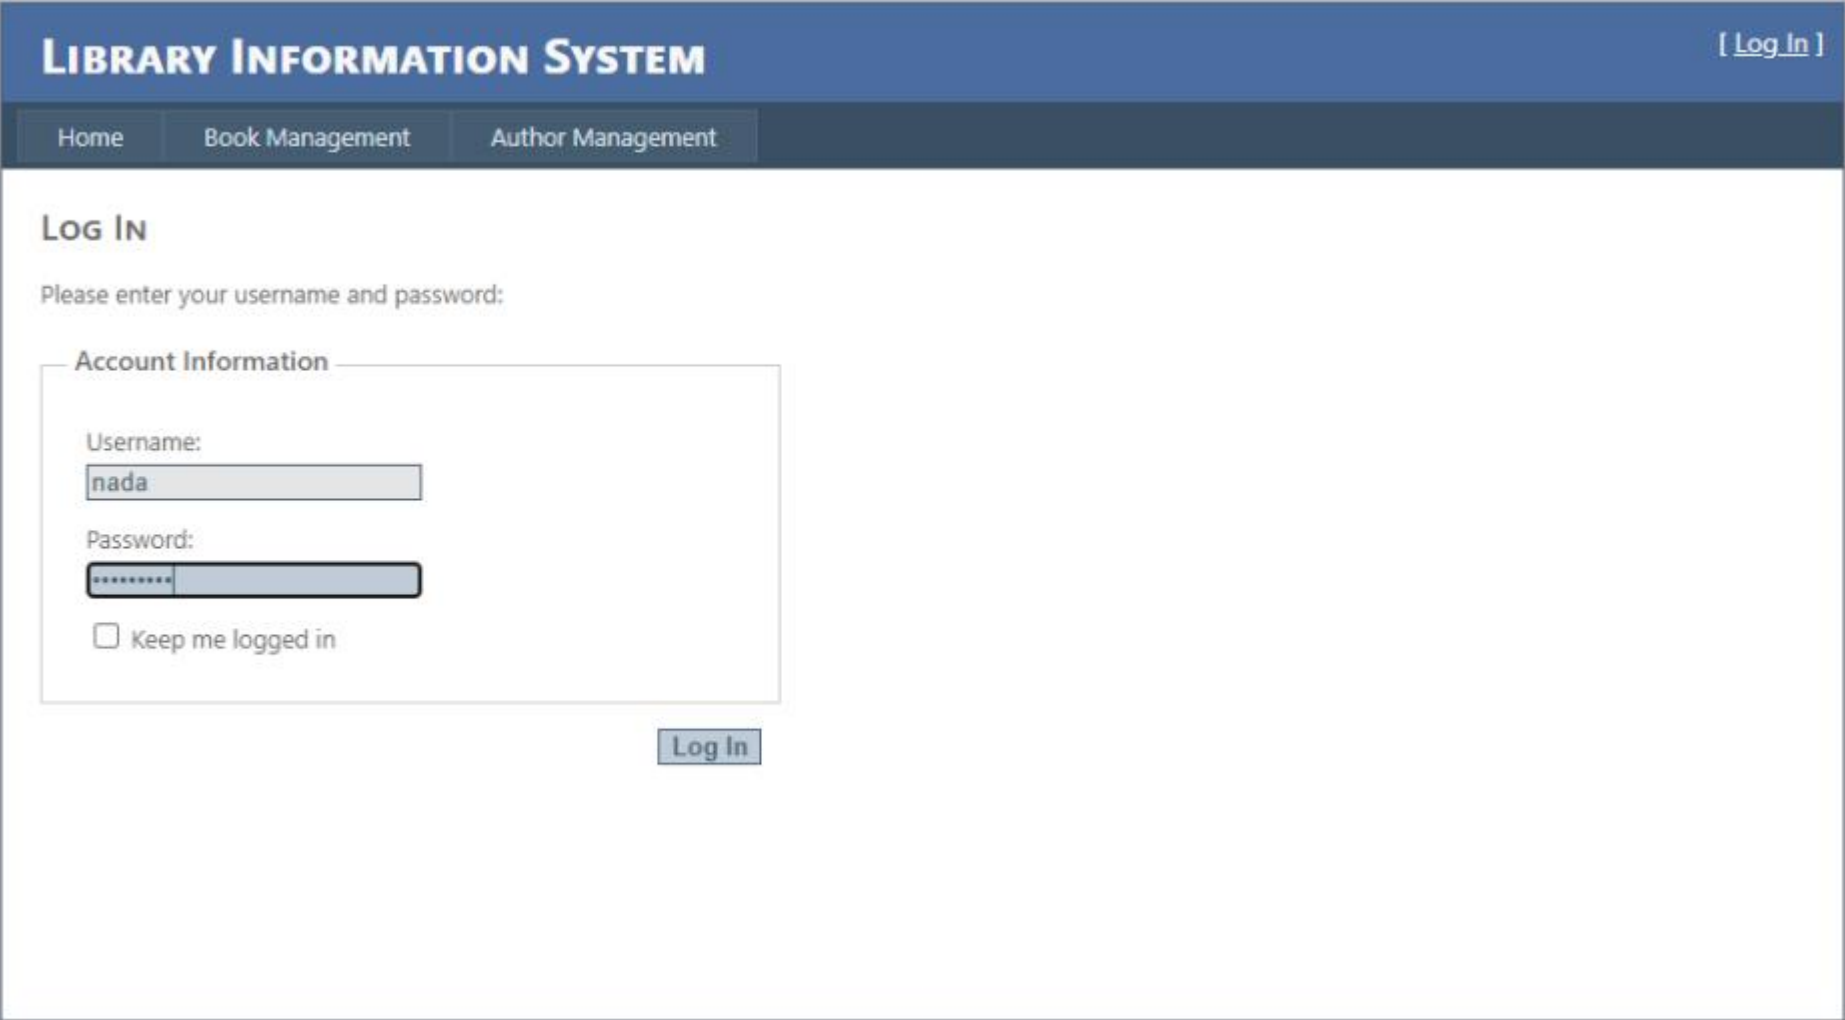 LIBRARY INFORMATION SYSTEM
[ Log In ]
Home Book Management Author Management
LOG IN
Please enter your username and password:
Account Information
Username:
nada
Password:
•••••••••
Keep me logged in
Log In